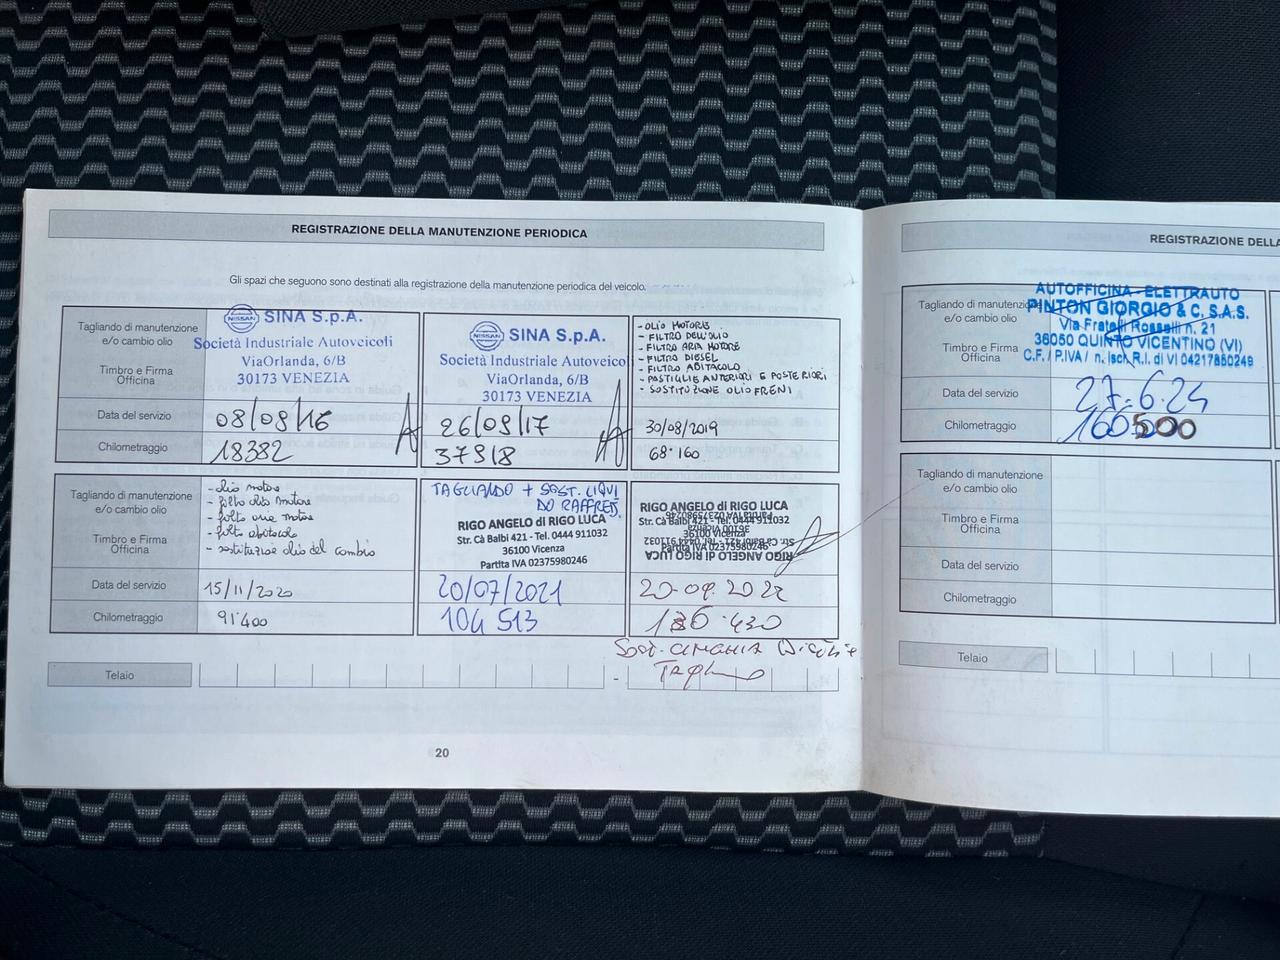 REGISTRAZIONE DELLA MANUTENZIONE PERIODICA
Gli spazi che seguono sono destinati alla registrazione della manutenzione periodica del veicolo.
Tagliando di manutenzione
e/o cambio olio
Timbro e Firma
Officina
NISSAN SINA S.p.A.
Società Industriale Autoveicoli
ViaOrlanda, 6/B
30173 VENEZIA
NISSAN SINA S.p.A.
Società Industriale Autoveicoli
ViaOrlanda, 6/B
30173 VENEZIA
- OLIO MOTORE
- FILTRO DELL'OLIO
- FILTRO ARIA MOTORE
- FILTRO DIESEL
- FILTRO ABITACOLO
- PASTIGLIE ANTERIORI E POSTERIORI
- SOSTITUZIONE OLIO FRENI
Data del servizio
08/09/16
26/09/17
30/08/2019
Chilometraggio
18382
37918
68.160
Tagliando di manutenzione
e/o cambio olio
Timbro e Firma
Officina
- olio motore
- filtro olio motore
- filtro aria motore
- filtro abitacolo
- sostituzione olio del cambio
TAGLIANDO + SOST. LIQUI
DO RAFFRED.
RIGO ANGELO di RIGO LUCA
Str. Cà Balbi 421 - Tel. 0444 911032
36100 Vicenza
Partita IVA 02375980246
RIGO ANGELO di RIGO LUCA
Str. Cà Balbi 421 - Tel. 0444 911032
36100 Vicenza
Partita IVA 02375980246
Data del servizio
15/11/2020
20/07/2021
20.09.2022
Chilometraggio
91'400
104 513
136.430
Sost.
Telaio
-
20
REGISTRAZIONE DELLA
Tagliando di manutenzione
e/o cambio olio
Timbro e Firma
Officina
AUTOFFICINA - ELETTRAUTO
PINTON GIORGIO & C. S.A.S.
Via Fratelli Rosselli n. 21
36050 QUINTO VICENTINO (VI)
C.F. / P.IVA / n. Iscr. R.I. di VI 04217850249
Data del servizio
27.6.24
Chilometraggio
Tagliando di manutenzione
e/o cambio olio
Timbro e Firma
Officina
Data del servizio
Chilometraggio
Telaio